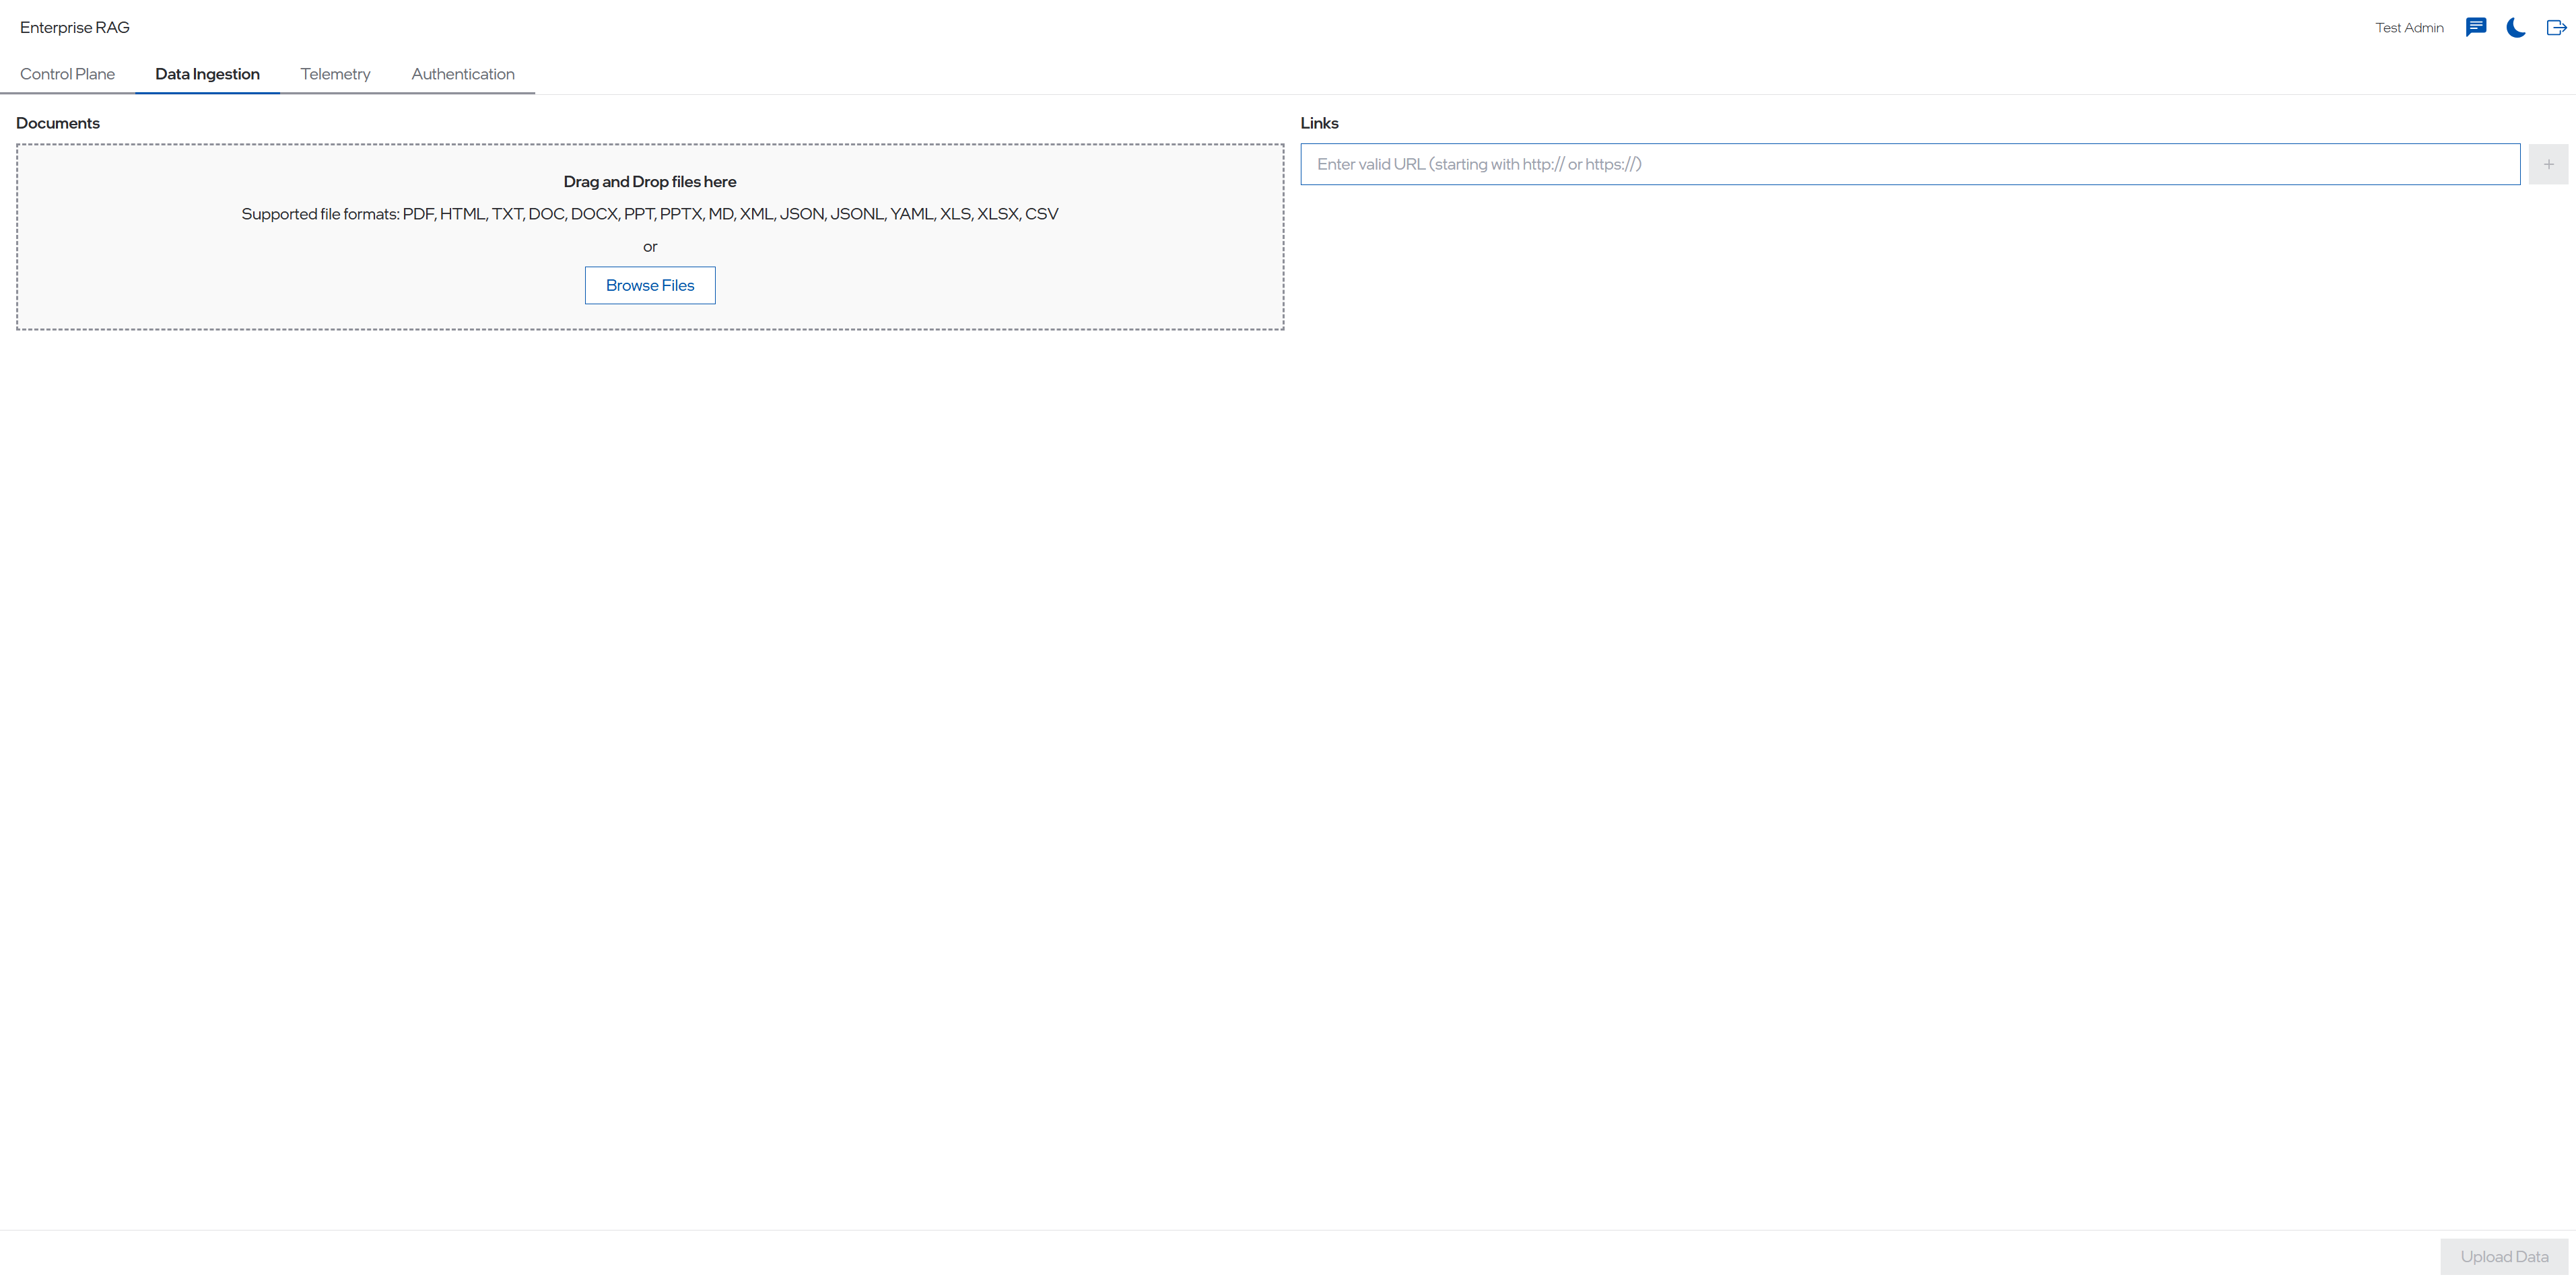 Enterprise RAG
Test Admin
Control Plane
Data Ingestion
Telemetry
Authentication
Documents
Drag and Drop files here
Supported file formats: PDF, HTML, TXT, DOC, DOCX, PPT, PPTX, MD, XML, JSON, JSONL, YAML, XLS, XLSX, CSV
or
Browse Files
Links
Enter valid URL (starting with http:// or https://)
+
Upload Data